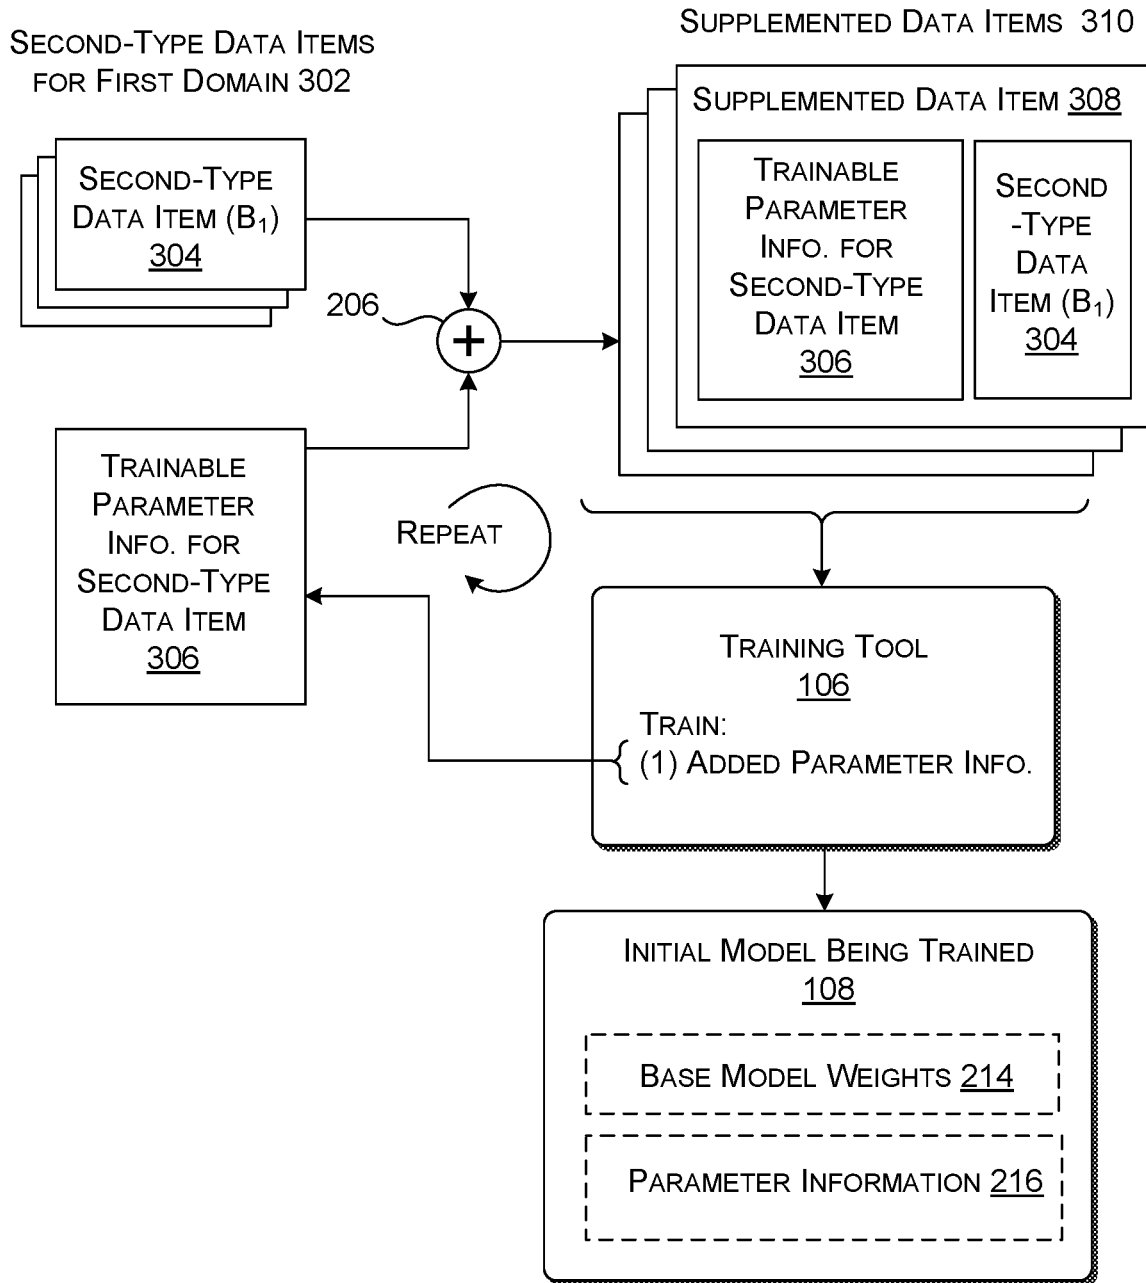 SECOND-TYPE DATA ITEMS
FOR FIRST DOMAIN 302
SECOND-TYPE
DATA ITEM (B₁)
304
206
+
TRAINABLE
PARAMETER
INFO. FOR
SECOND-TYPE
DATA ITEM
306
REPEAT
SUPPLEMENTED DATA ITEMS 310
SUPPLEMENTED DATA ITEM 308
TRAINABLE
PARAMETER
INFO. FOR
SECOND-TYPE
DATA ITEM
306
SECOND
-TYPE
DATA
ITEM (B₁)
304
TRAINING TOOL
106
TRAIN:
(1) ADDED PARAMETER INFO.
INITIAL MODEL BEING TRAINED
108
BASE MODEL WEIGHTS 214
PARAMETER INFORMATION 216